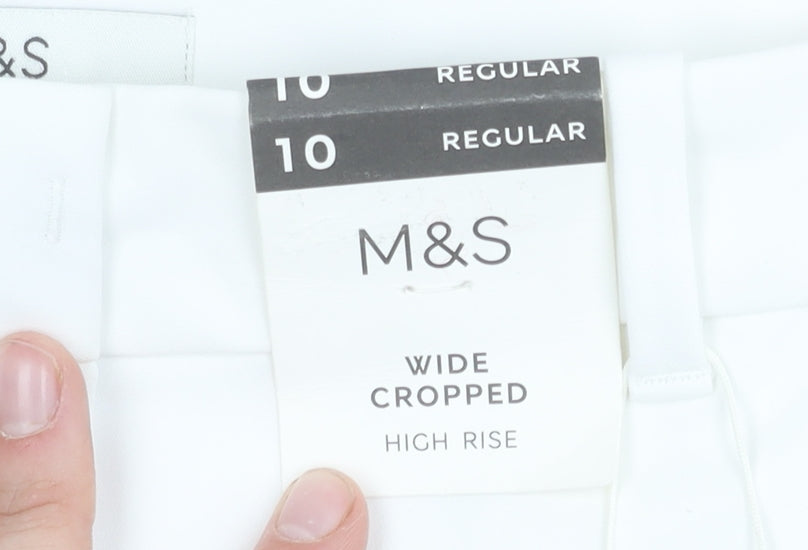 &S
10 REGULAR
10 REGULAR
M&S
WIDE
CROPPED
HIGH RISE